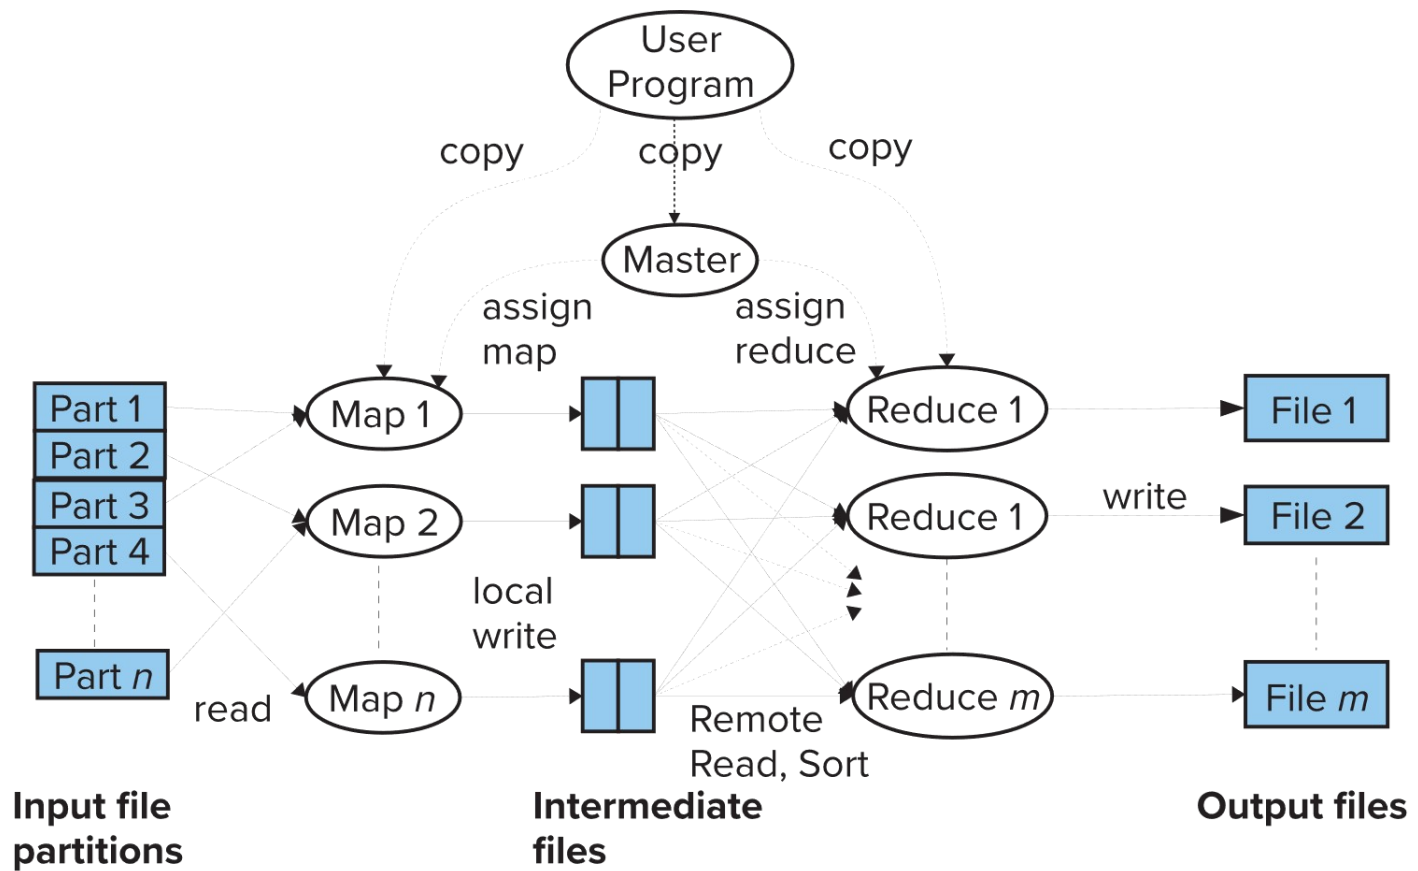 User
Program
copy
copy
copy
Master
assign
map
assign
reduce
Part 1
Part 2
Part 3
Part 4
Part n
read
Map 1
Map 2
Map n
local
write
Remote
Read, Sort
Reduce 1
Reduce 1
Reduce m
write
File 1
File 2
File m
Input file
partitions
Intermediate
files
Output files